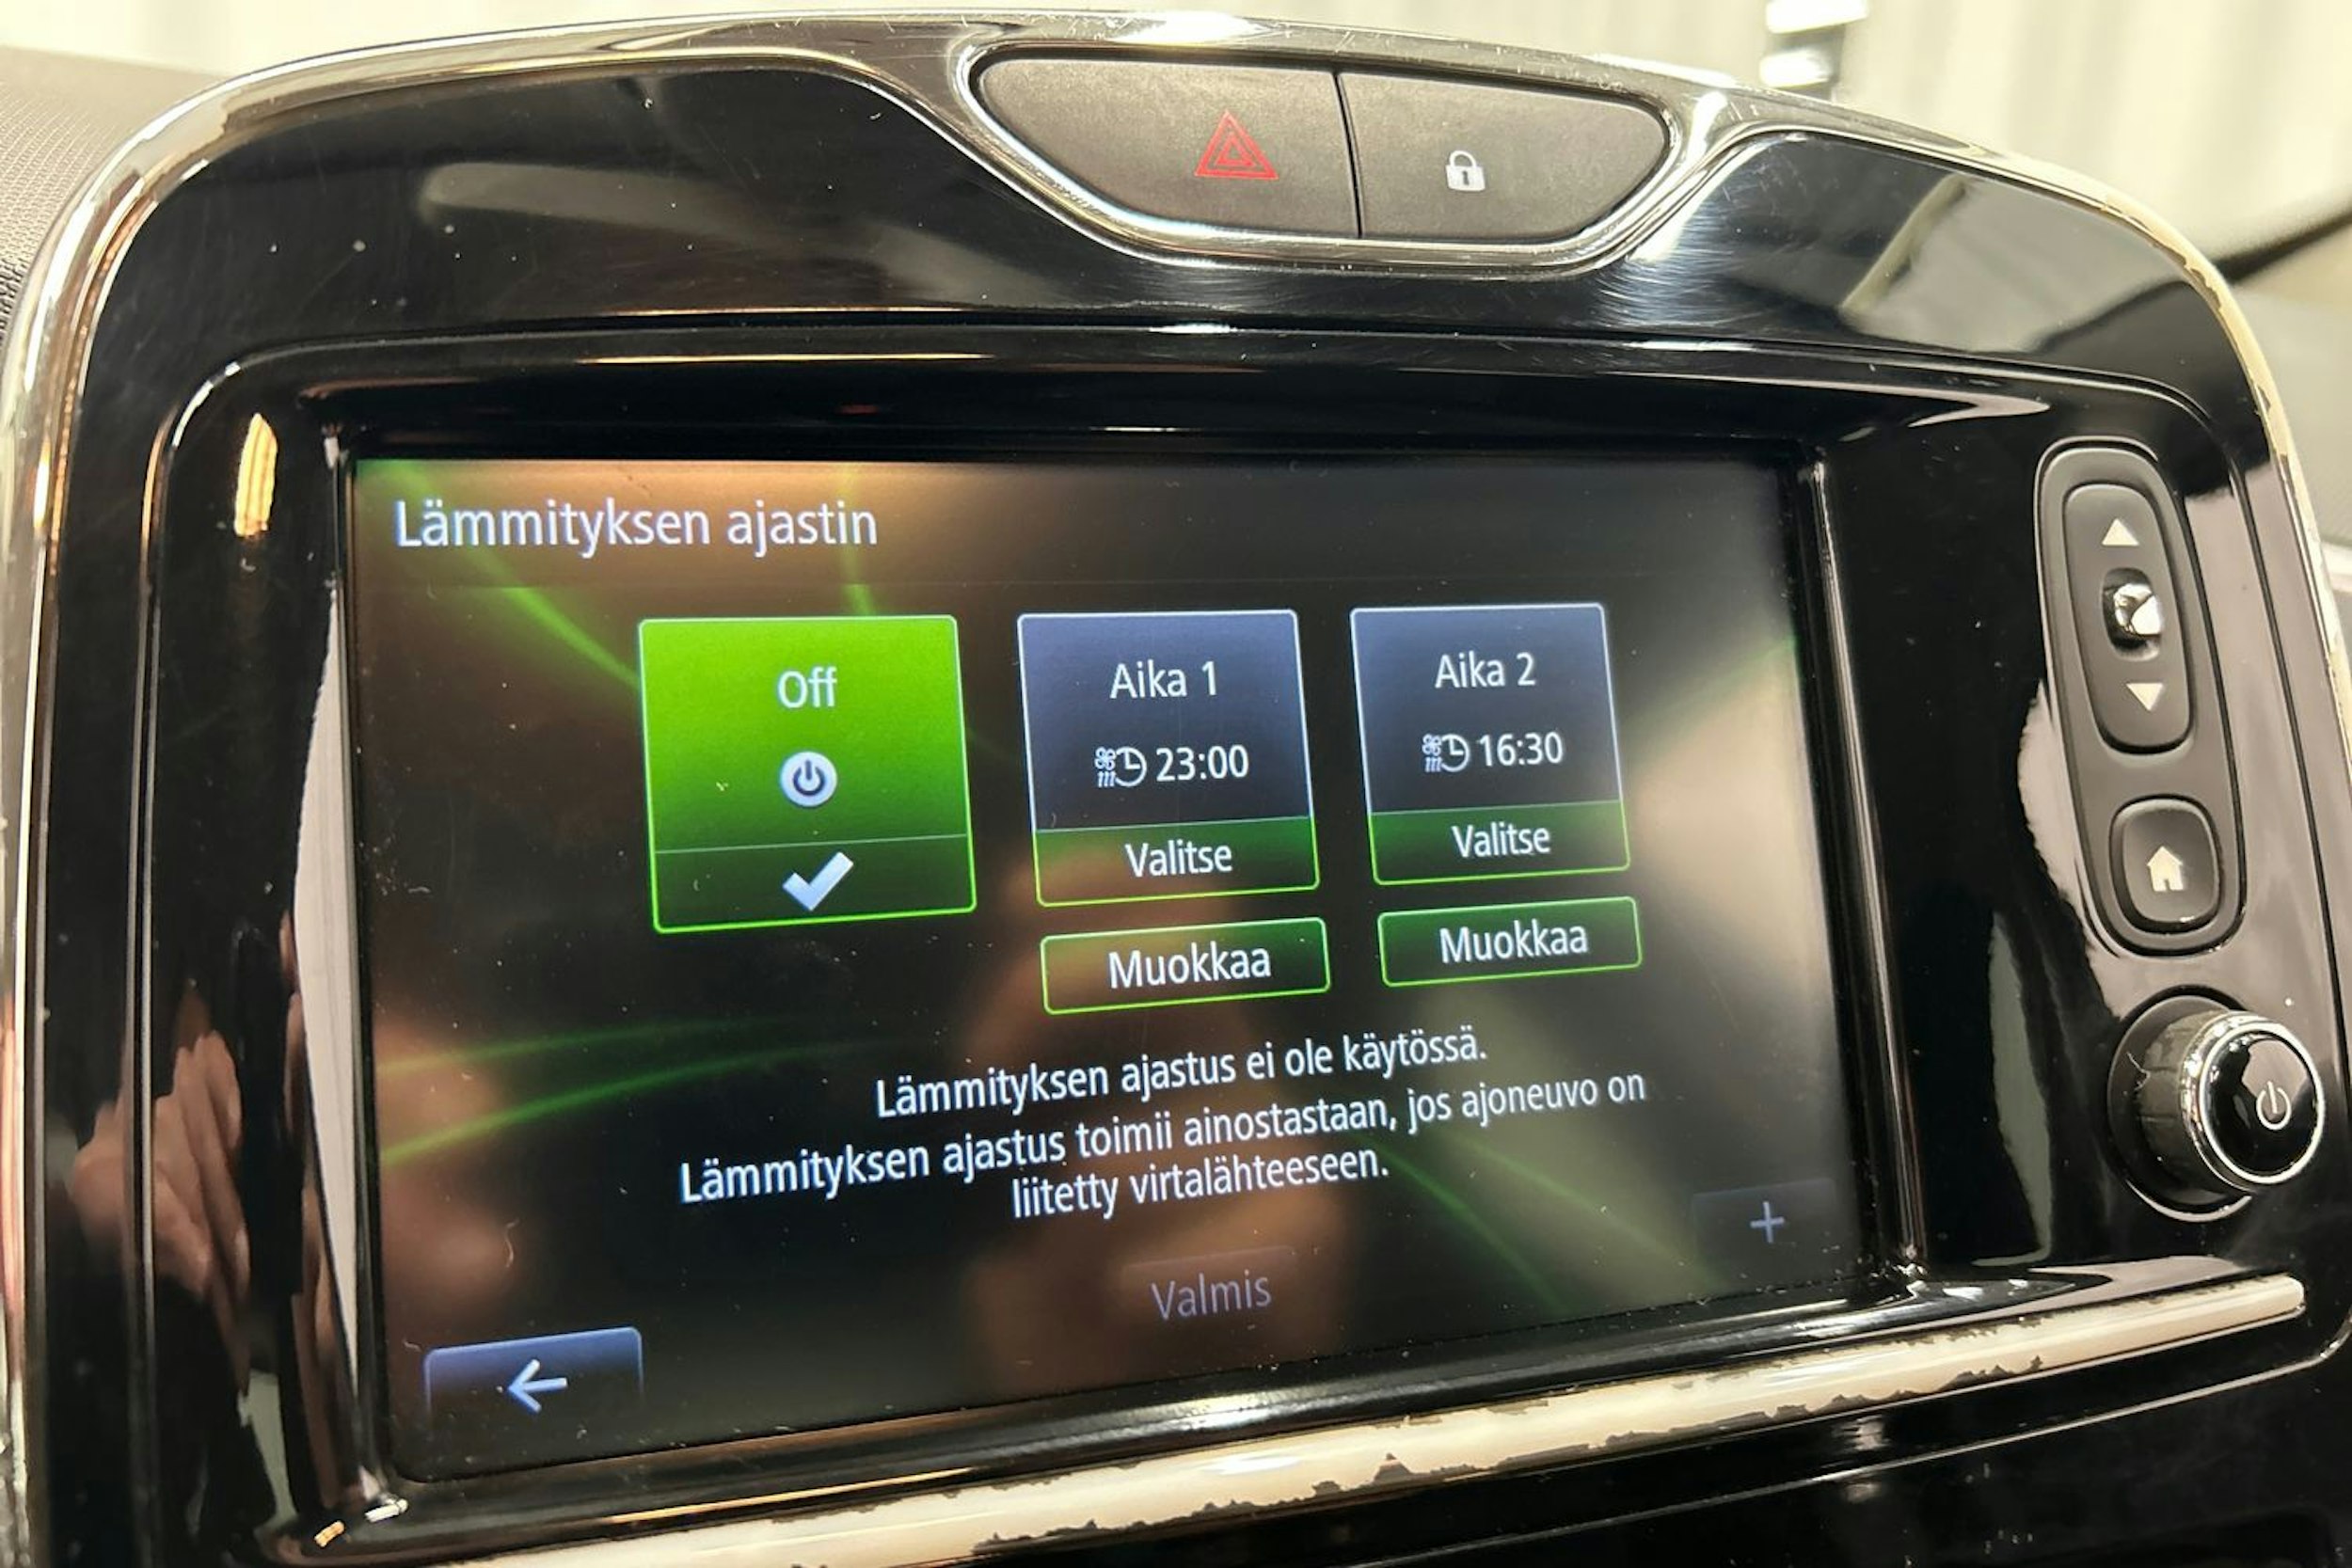 Lämmityksen ajastin
Off
Aika 1
Aika 2
23:00
16:30
Valitse
Valitse
Muokkaa
Muokkaa
Lämmityksen ajastus ei ole käytössä.
Lämmityksen ajastus toimii ainostastaan, jos ajoneuvo on
liitetty virtalähteeseen.
Valmis